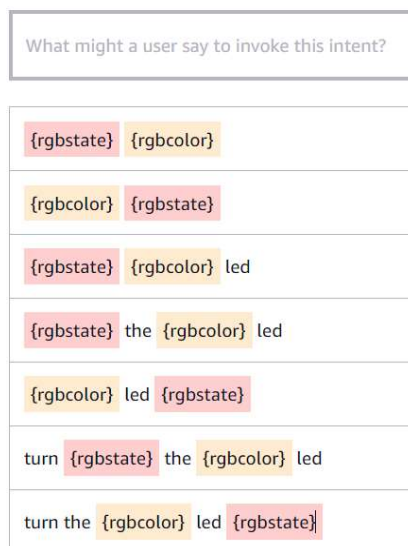 What might a user say to invoke this intent?
{rgbstate} {rgbcolor}
{rgbcolor} {rgbstate}
{rgbstate} {rgbcolor} led
{rgbstate} the {rgbcolor} led
{rgbcolor} led {rgbstate}
turn {rgbstate} the {rgbcolor} led
turn the {rgbcolor} led {rgbstate}